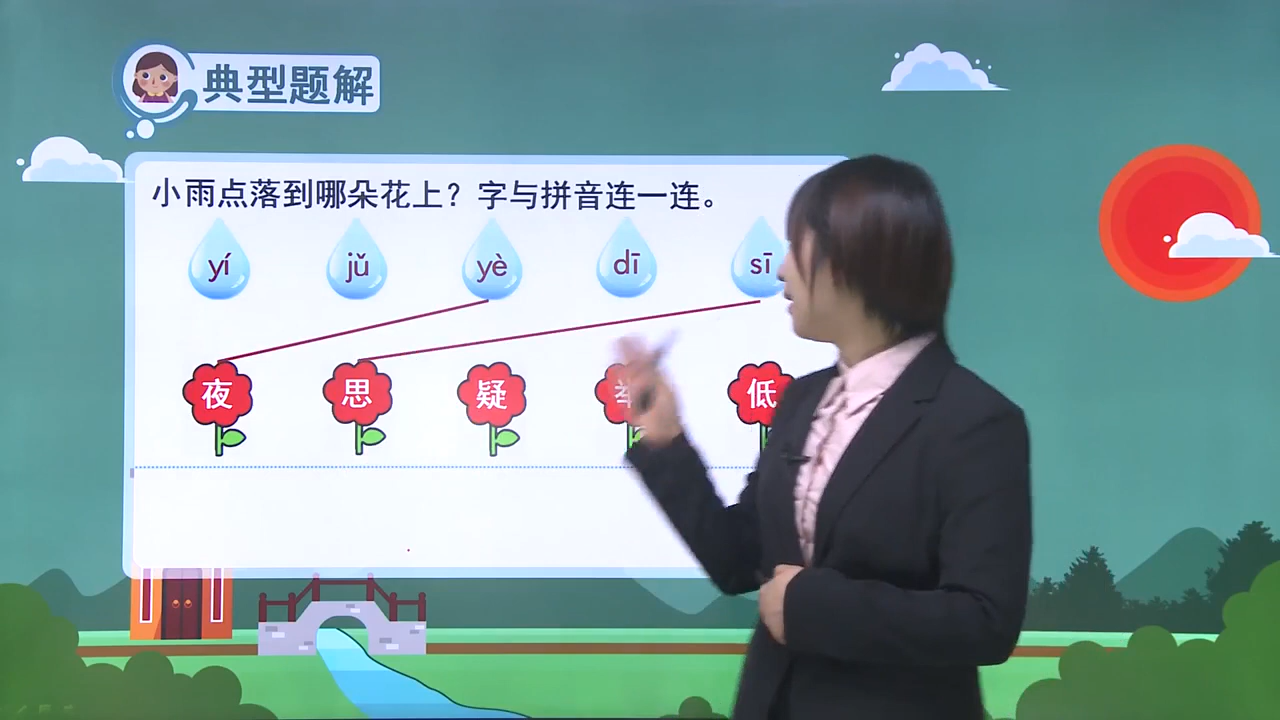 典型题解
小雨点落到哪朵花上？字与拼音连一连。
yí jǔ yè dī sī
夜 思 疑 举 低